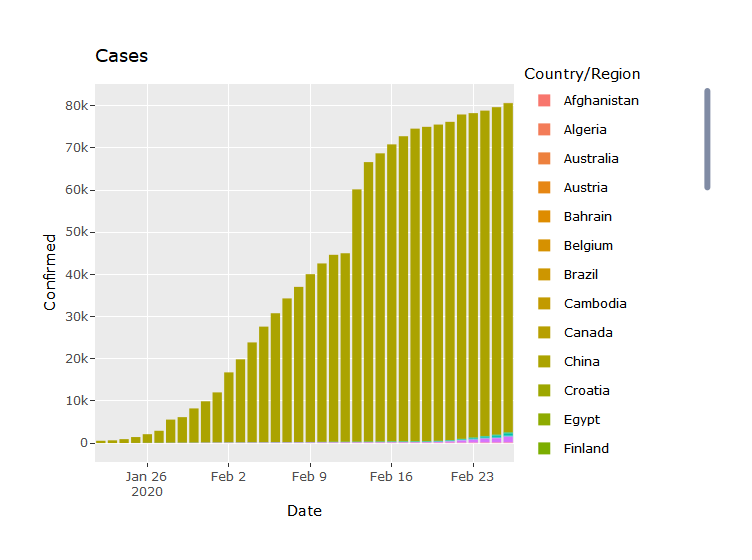 Cases
Country/Region
Afghanistan
Algeria
Australia
Austria
Bahrain
Belgium
Brazil
Cambodia
Canada
China
Croatia
Egypt
Finland
Confirmed
80k
70k
60k
50k
40k
30k
20k
10k
0
Jan 26
2020
Feb 2
Feb 9
Feb 16
Feb 23
Date